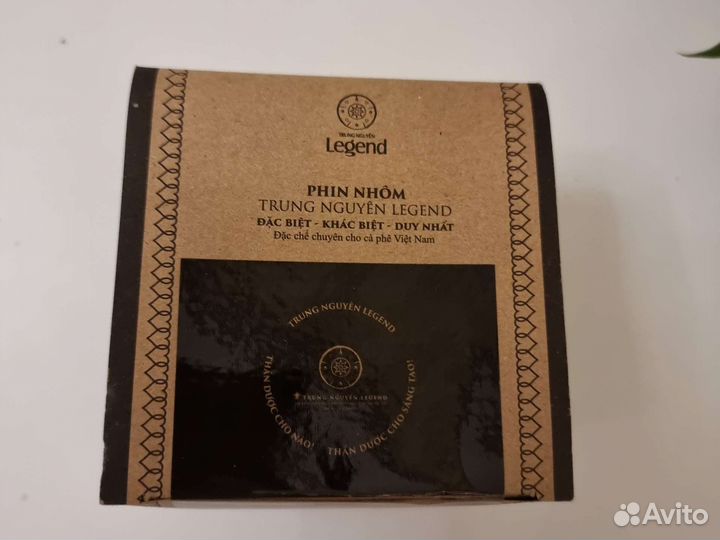 TRUNG NGUYÊN
Legend
PHIN NHÔM
TRUNG NGUYÊN LEGEND
ĐẶC BIỆT - KHÁC BIỆT - DUY NHẤT
Đặc chế chuyên cho cà phê Việt Nam
TRUNG NGUYÊN LEGEND
TRUNG NGUYÊN LEGEND
THẦN DƯỢC CHO NÃO!
THẦN DƯỢC CHO SÁNG TẠO!
Avito